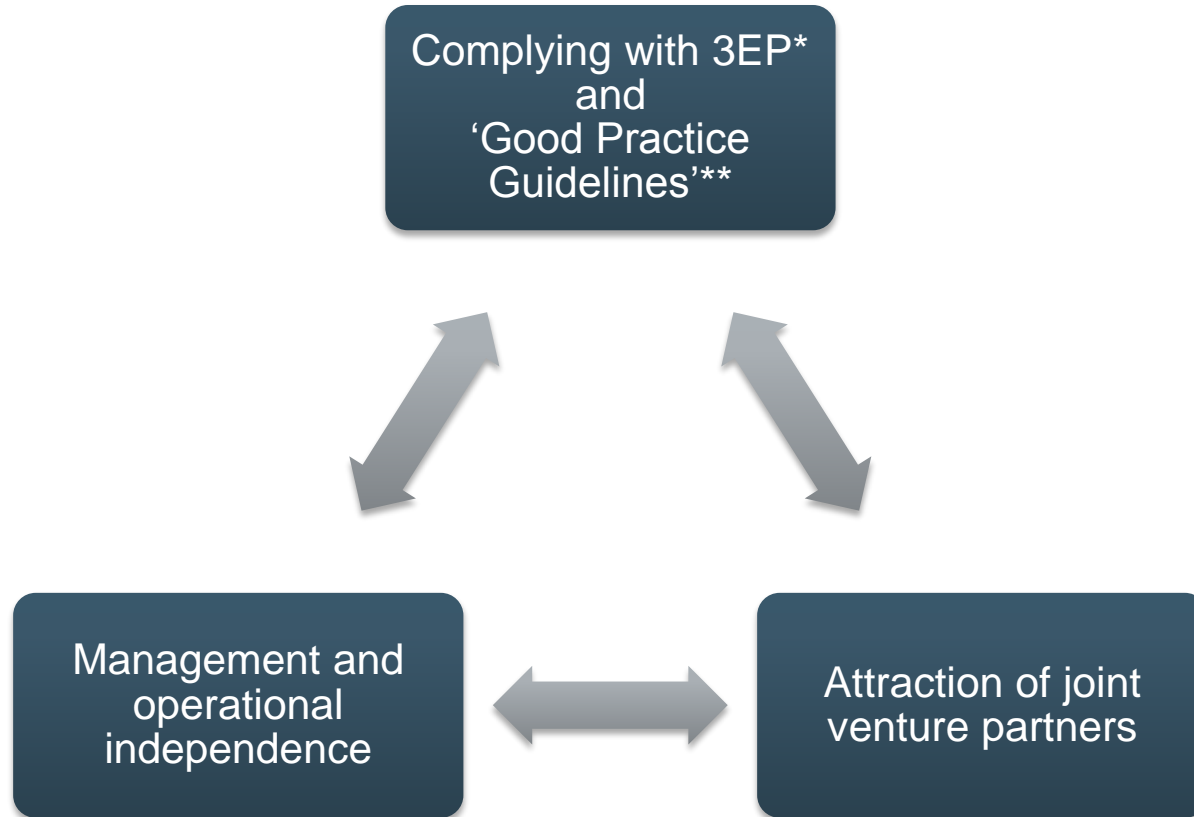 Complying with 3EP*
and
‘Good Practice
Guidelines’**
Management and
operational
independence
Attraction of joint
venture partners